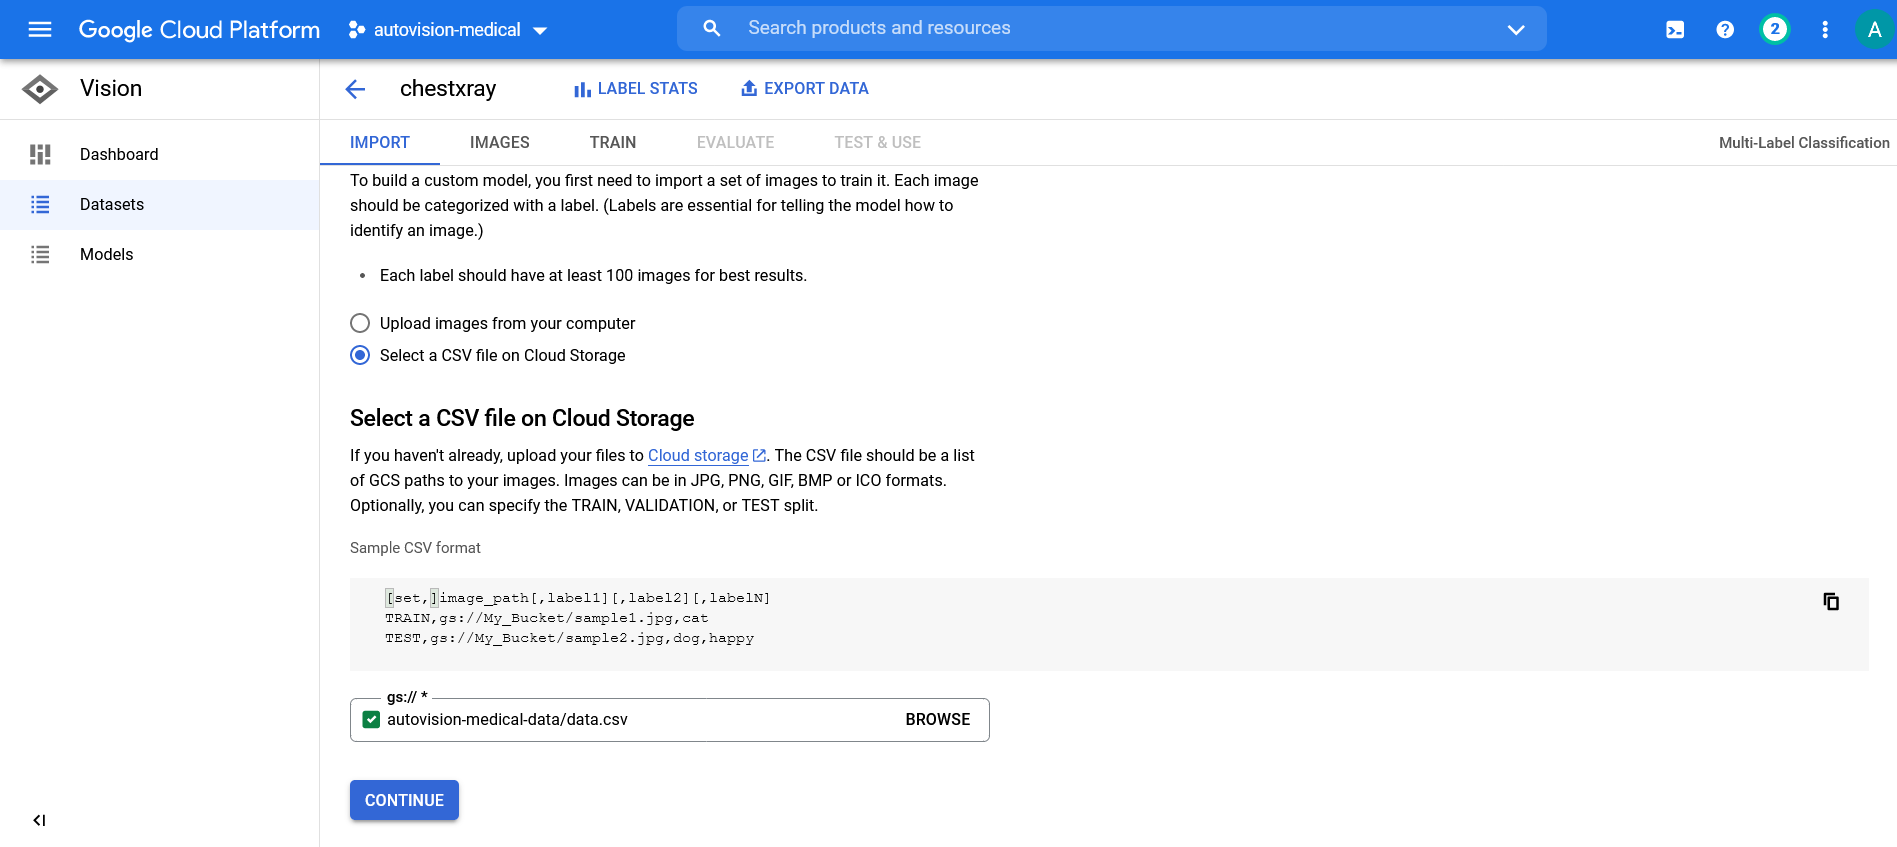 Google Cloud Platform autovision-medical Search products and resources 2 A
Vision chestxray LABEL STATS EXPORT DATA
IMPORT IMAGES TRAIN EVALUATE TEST & USE Multi-Label Classification
Dashboard
Datasets
Models
To build a custom model, you first need to import a set of images to train it. Each image
should be categorized with a label. (Labels are essential for telling the model how to
identify an image.)
• Each label should have at least 100 images for best results.
Upload images from your computer
Select a CSV file on Cloud Storage
Select a CSV file on Cloud Storage
If you haven't already, upload your files to Cloud storage. The CSV file should be a list
of GCS paths to your images. Images can be in JPG, PNG, GIF, BMP or ICO formats.
Optionally, you can specify the TRAIN, VALIDATION, or TEST split.
Sample CSV format
[set,]image_path[,label1][,label2][,labelN]
TRAIN,gs://My_Bucket/sample1.jpg,cat
TEST,gs://My_Bucket/sample2.jpg,dog,happy
gs:// *
autovision-medical-data/data.csv BROWSE
CONTINUE